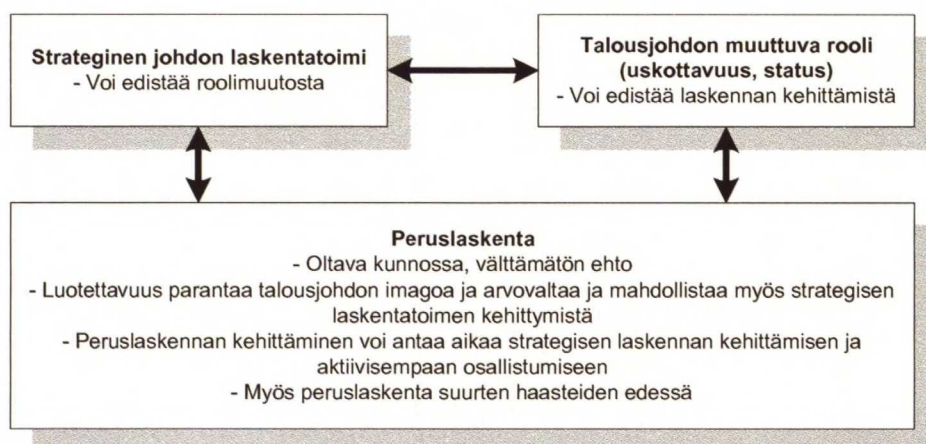 Strateginen johdon laskentatoimi
- Voi edistää roolimuutosta
Talousjohdon muuttuva rooli
(uskottavuus, status)
- Voi edistää laskennan kehittämistä
Peruslaskenta
- Oltava kunnossa, välttämätön ehto
- Luotettavuus parantaa talousjohdon imagoa ja arvovaltaa ja mahdollistaa myös strategisen
laskentatoimen kehittymistä
- Peruslaskennan kehittäminen voi antaa aikaa strategisen laskennan kehittämisen ja
aktiivisempaan osallistumiseen
- Myös peruslaskenta suurten haasteiden edessä